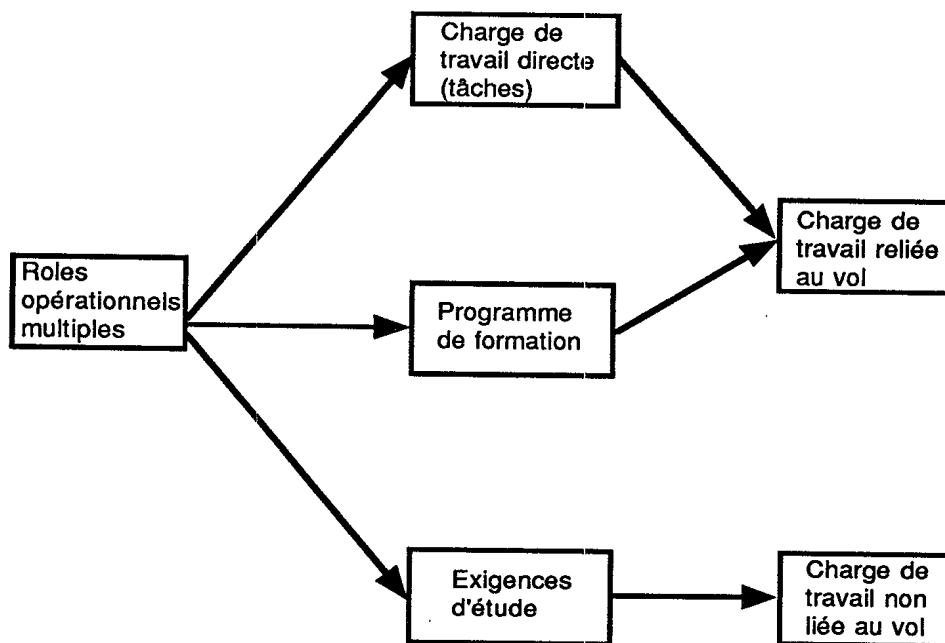 Charge de
travail directe
(tâches)
Charge de
travail reliée
au vol
Roles
opérationnels
multiples
Programme
de formation
Exigences
d'étude
Charge de
travail non
liée au vol